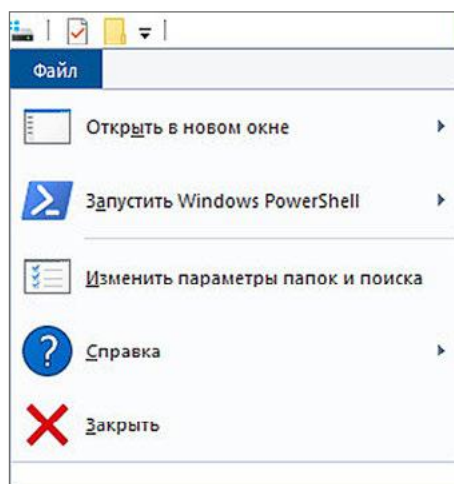 Файл
Открыть в новом окне
Запустить Windows PowerShell
Изменить параметры папок и поиска
Справка
Закрыть